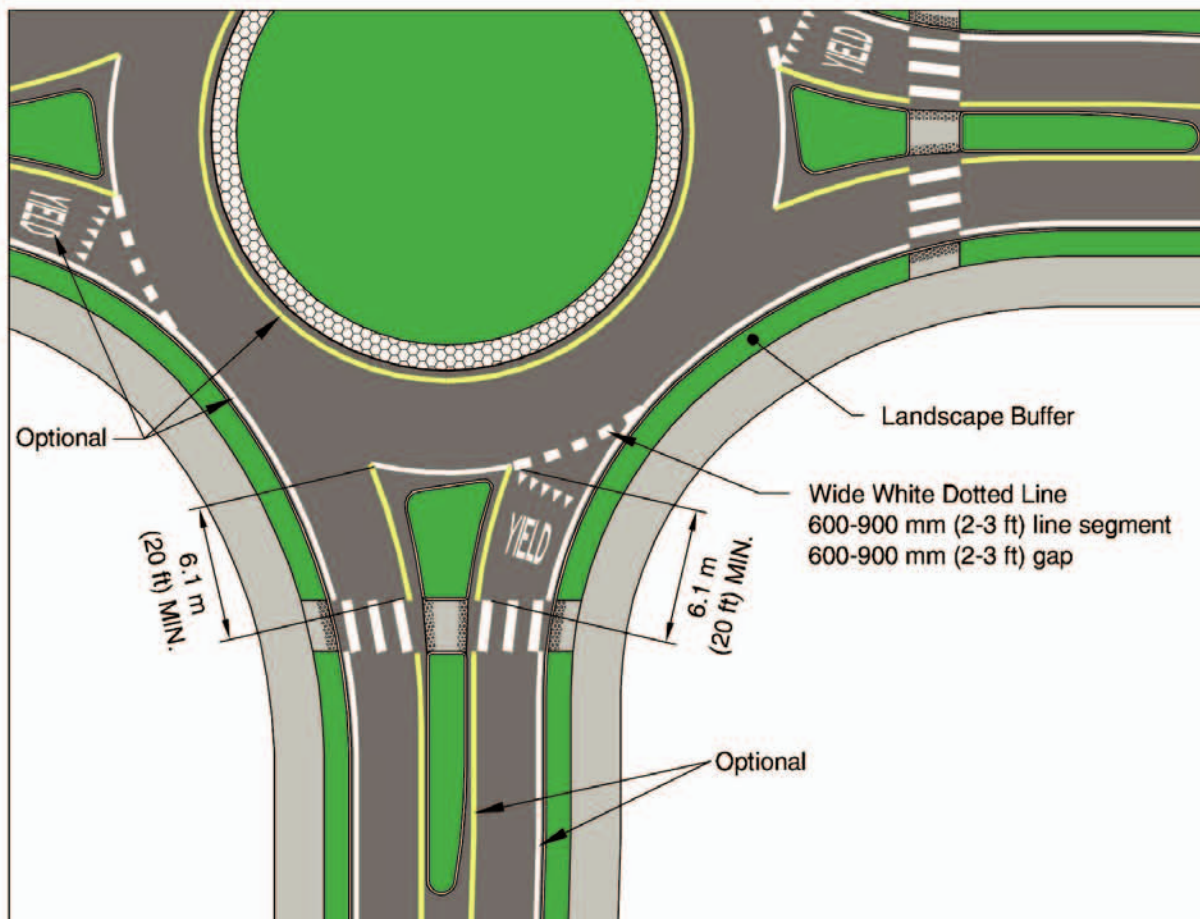 YIELD
YIELD
Optional
Landscape Buffer
Wide White Dotted Line
600-900 mm (2-3 ft) line segment
600-900 mm (2-3 ft) gap
YIELD
6.1 m
(20 ft) MIN.
6.1 m
(20 ft) MIN.
Optional